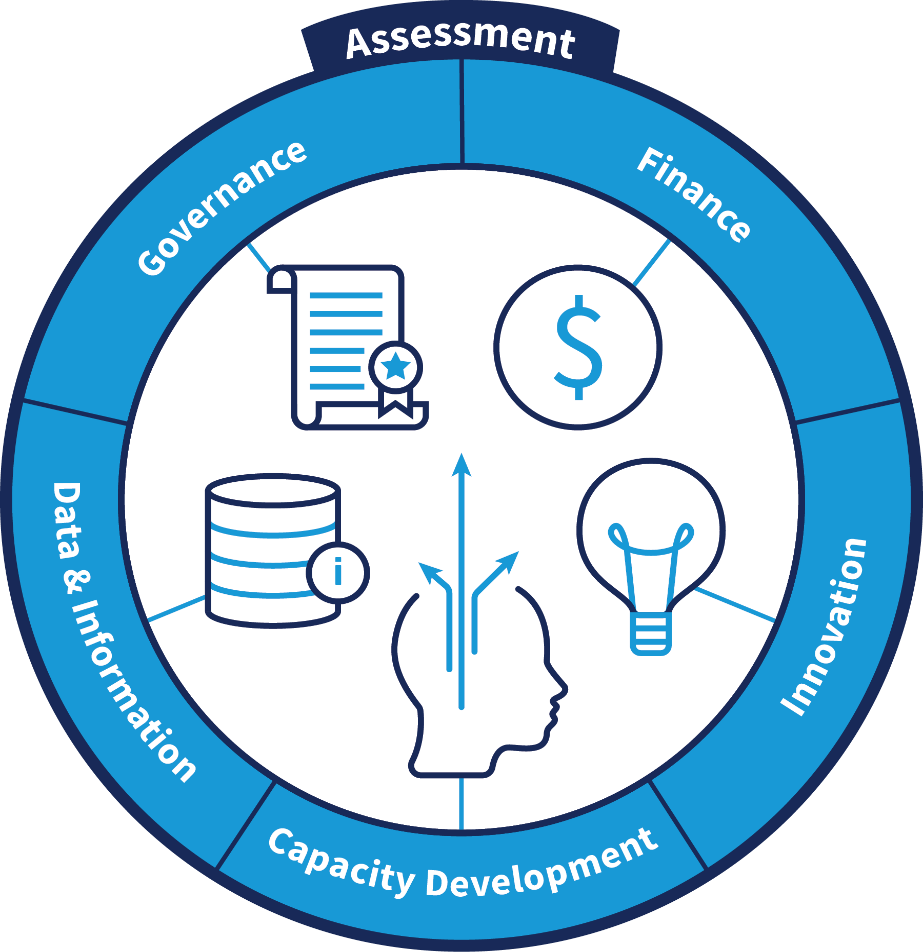 Assessment
Governance
Finance
$
Data & Information
i
Innovation
Capacity Development